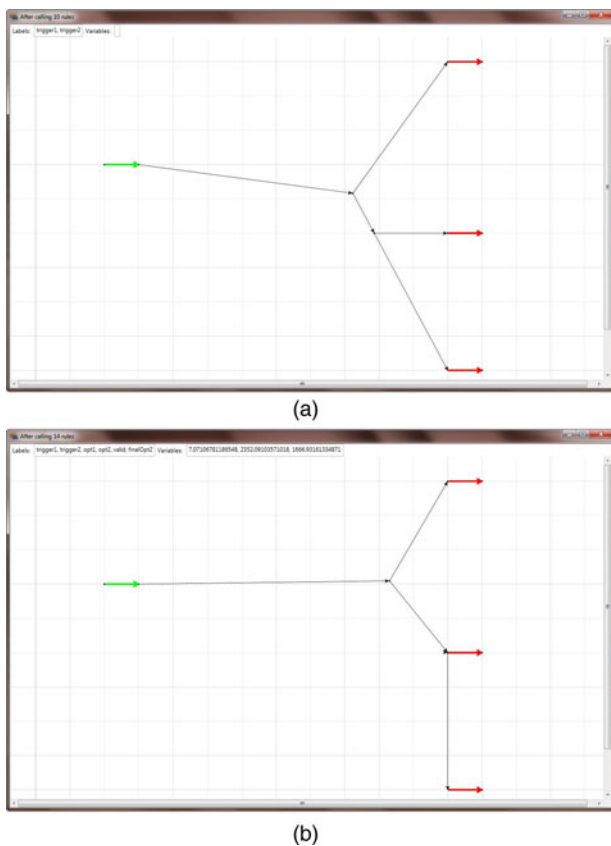 After calling 10 rules
Labels: trigger1, trigger2 Variables:
(a)
After calling 14 rules
Labels: trigger1, trigger2, opt1, opt2, valid, finalOpt2 Variables: 7.07106781186548, 2352.09103571018, 1666.93161334871
(b)